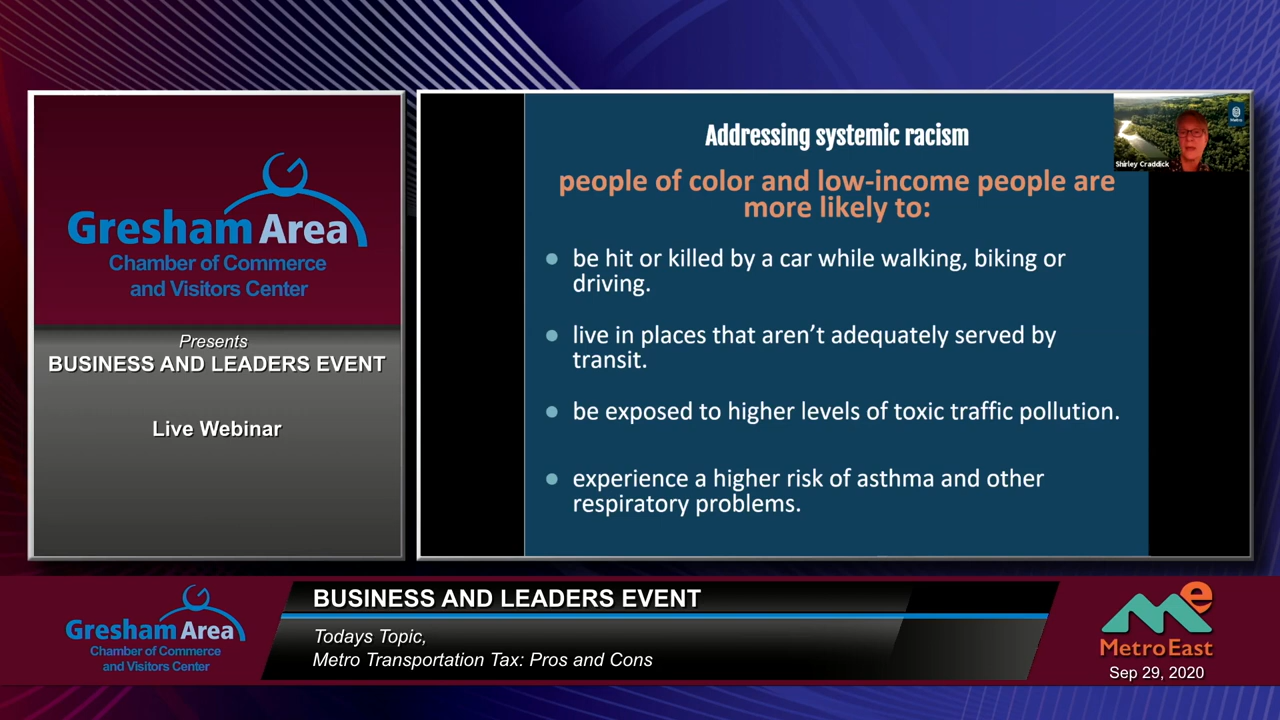 Gresham Area
Chamber of Commerce
and Visitors Center
Presents
BUSINESS AND LEADERS EVENT
Live Webinar
Addressing systemic racism
people of color and low-income people are
more likely to:
be hit or killed by a car while walking, biking or
driving.
live in places that aren't adequately served by
transit.
be exposed to higher levels of toxic traffic pollution.
experience a higher risk of asthma and other
respiratory problems.
Metro
Shirley Craddick
Gresham Area
Chamber of Commerce
and Visitors Center
BUSINESS AND LEADERS EVENT
Todays Topic,
Metro Transportation Tax: Pros and Cons
me
MetroEast
Sep 29, 2020